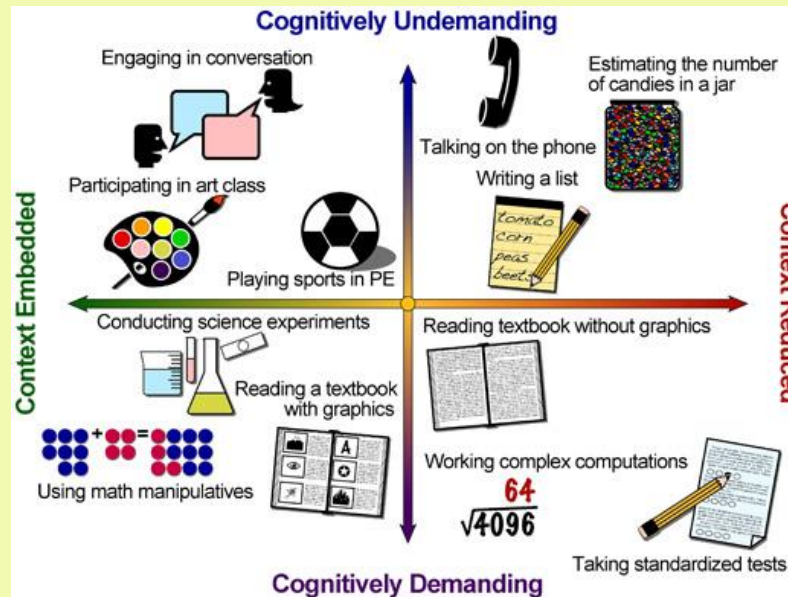 Cognitively Undemanding
Engaging in conversation
Estimating the number
of candies in a jar
Talking on the phone
Participating in art class
Writing a list
tomato
corn
peas
beets
Playing sports in PE
Context Embedded
Context Reduced
Conducting science experiments
Reading textbook without graphics
Reading a textbook
with graphics
A
+ =
Using math manipulatives
Working complex computations
64
√4096
Taking standardized tests
Cognitively Demanding